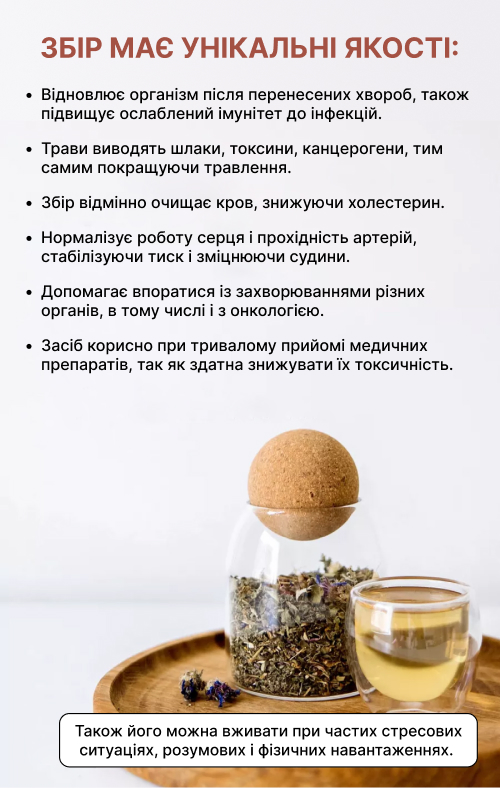 ЗБІР МАЄ УНІКАЛЬНІ ЯКОСТІ:
• Відновлює організм після перенесених хвороб, також
підвищує ослаблений імунітет до інфекцій.
• Трави виводять шлаки, токсини, канцерогени, тим
самим покращуючи травлення.
• Збір відмінно очищає кров, знижуючи холестерин.
• Нормалізує роботу серця і прохідність артерій,
стабілізуючи тиск і зміцнюючи судини.
• Допомагає впоратися із захворюваннями різних
органів, в тому числі і з онкологією.
• Засіб корисно при тривалому прийомі медичних
препаратів, так як здатна знижувати їх токсичність.
Також його можна вживати при частих стресових
ситуаціях, розумових і фізичних навантаженнях.